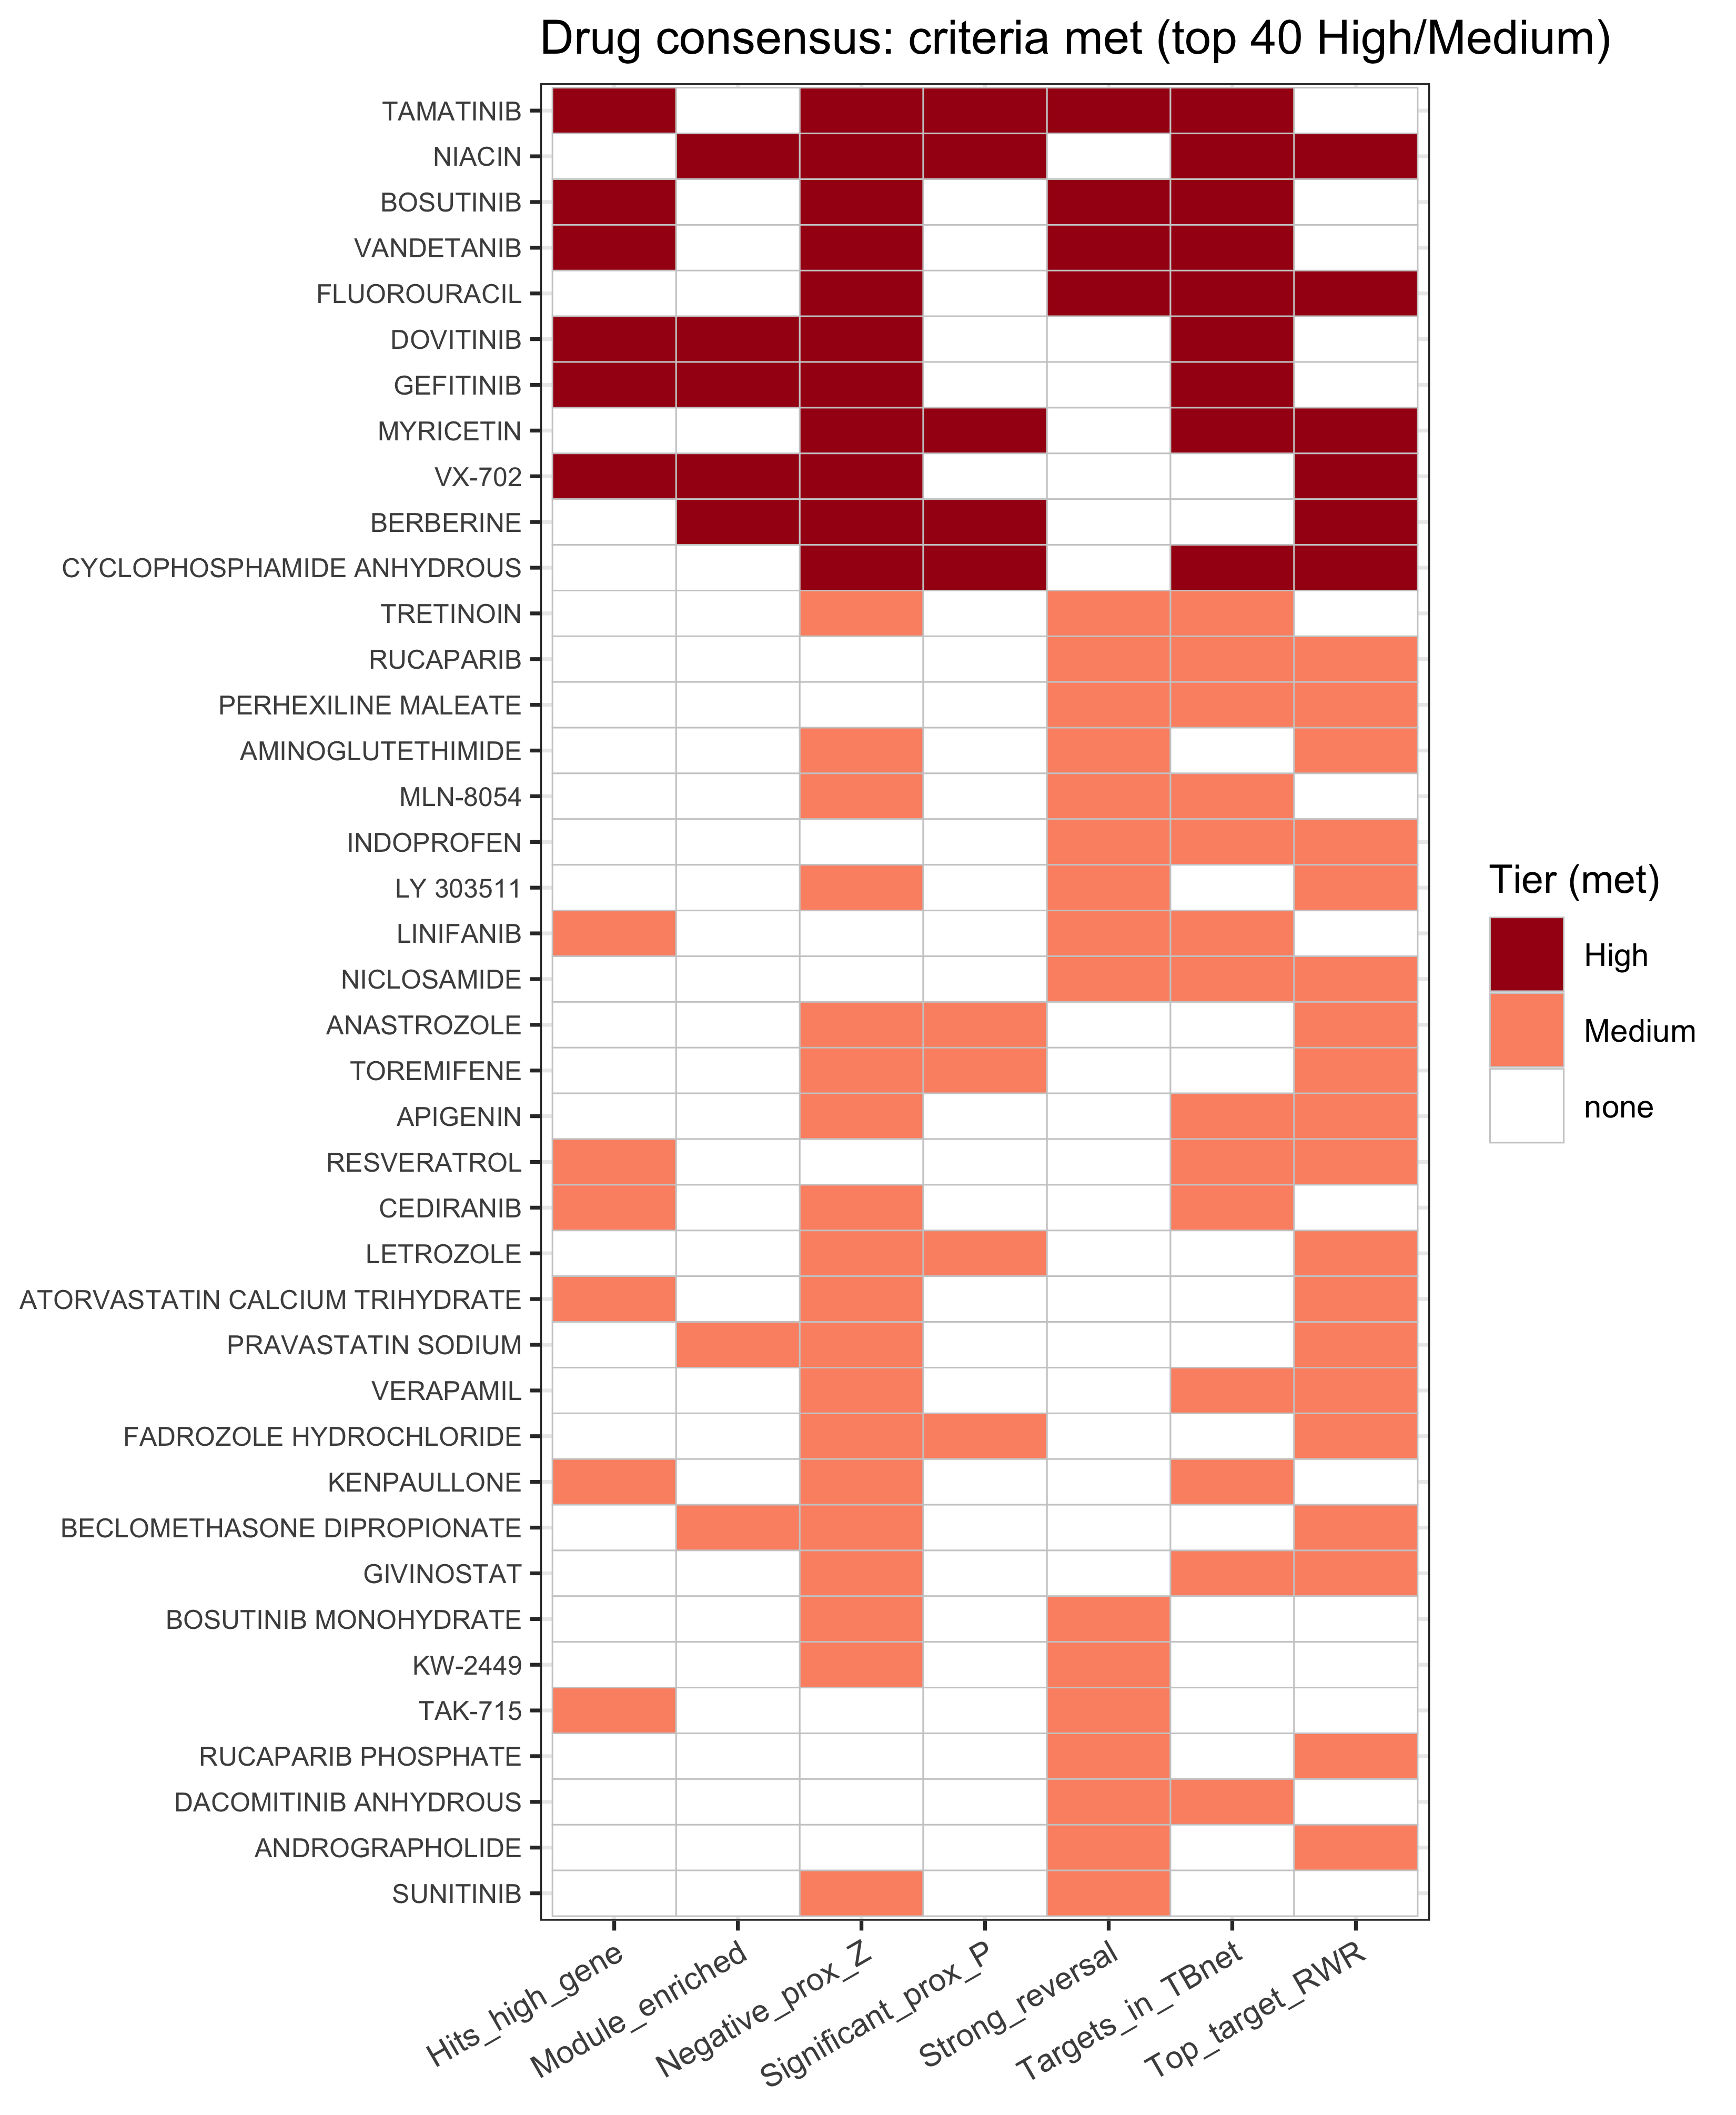 Drug consensus: criteria met (top 40 High/Medium)
TAMATINIB
NIACIN
BOSUTINIB
VANDETANIB
FLUOROURACIL
DOVITINIB
GEFITINIB
MYRICETIN
VX-702
BERBERINE
CYCLOPHOSPHAMIDE ANHYDROUS
TRETINOIN
RUCAPARIB
PERHEXILINE MALEATE
AMINOGLUTETHIMIDE
MLN-8054
INDOPROFEN
LY 303511
LINIFANIB
NICLOSAMIDE
ANASTROZOLE
TOREMIFENE
APIGENIN
RESVERATROL
CEDIRANIB
LETROZOLE
ATORVASTATIN CALCIUM TRIHYDRATE
PRAVASTATIN SODIUM
VERAPAMIL
FADROZOLE HYDROCHLORIDE
KENPAULLONE
BECLOMETHASONE DIPROPIONATE
GIVINOSTAT
BOSUTINIB MONOHYDRATE
KW-2449
TAK-715
RUCAPARIB PHOSPHATE
DACOMITINIB ANHYDROUS
ANDROGRAPHOLIDE
SUNITINIB
Hits_high_gene
Module_enriched
Negative_prox_Z
Significant_prox_P
Strong_reversal
Targets_in_TBnet
Top_target_RWR
Tier (met)
High
Medium
none